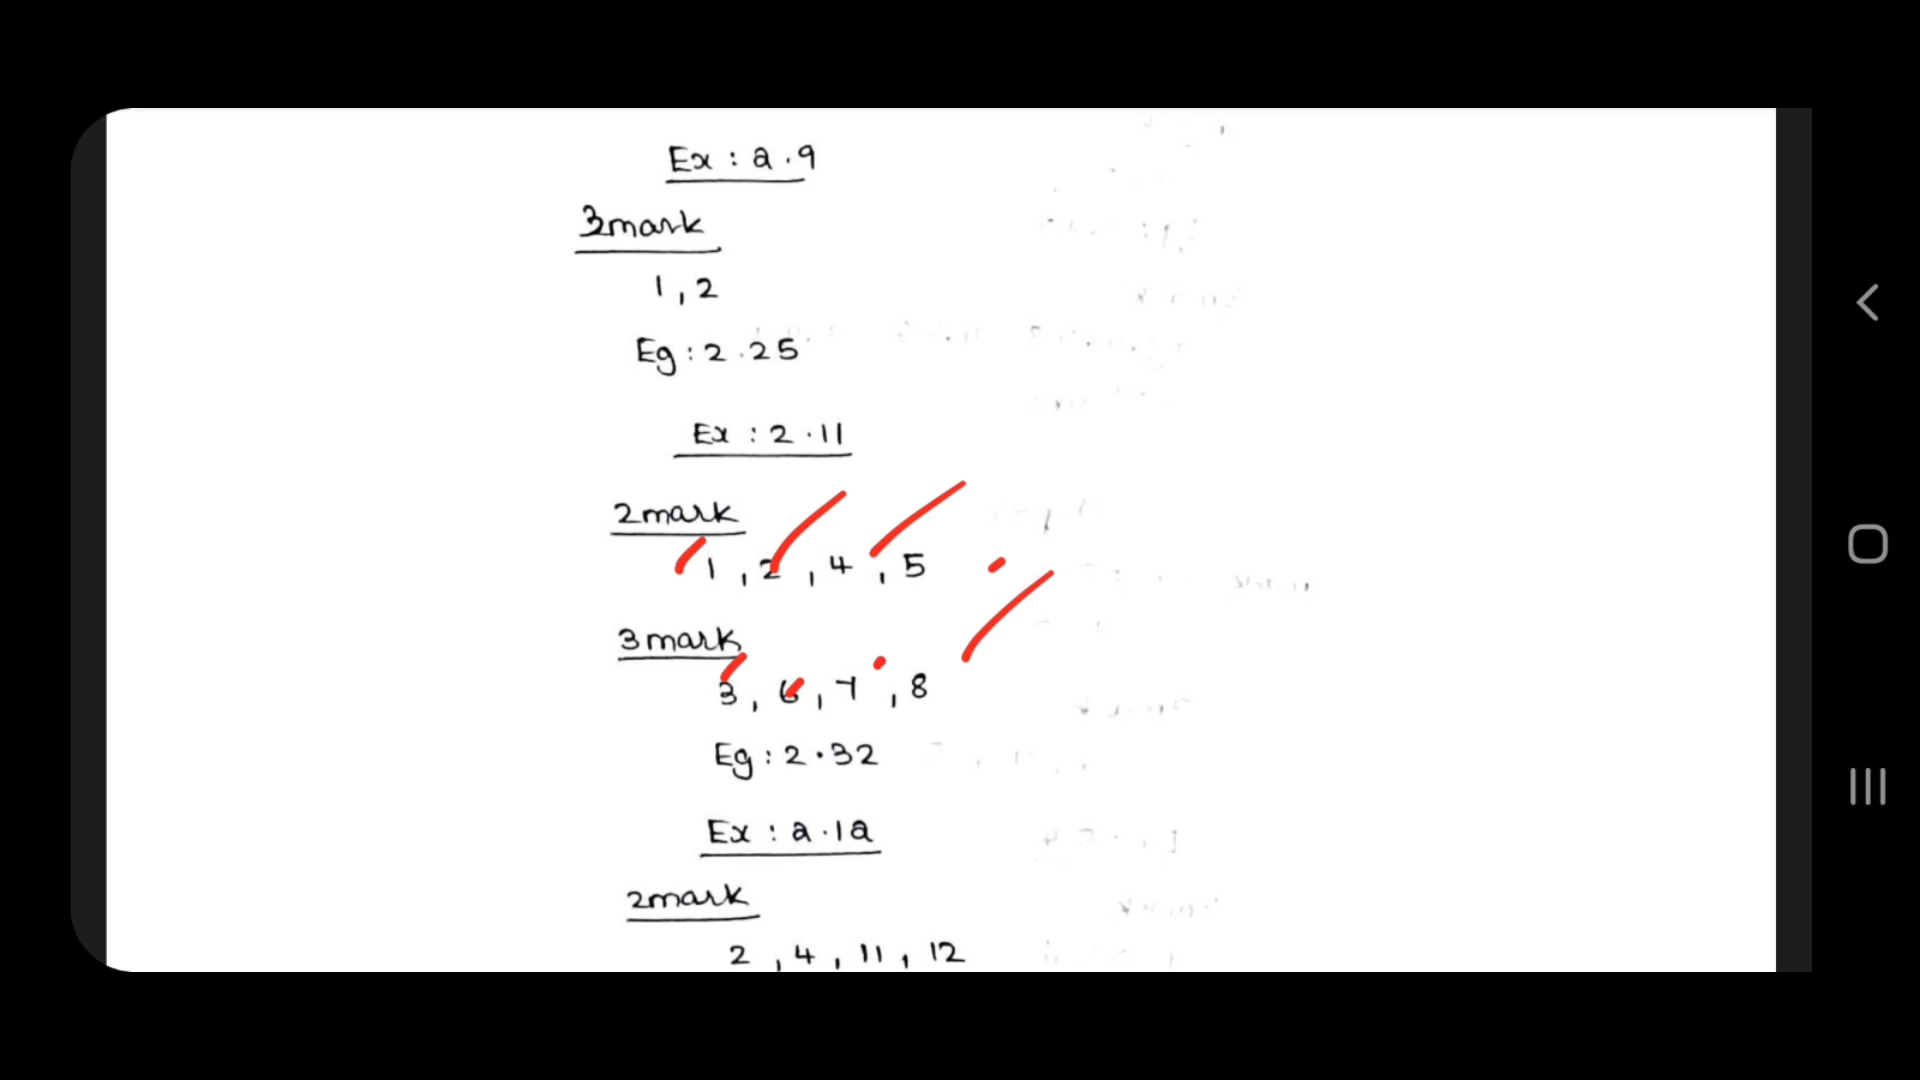 Ex : 2.9
3mark
1, 2
Eg : 2.25
Ex : 2.11
2mark
1, 2, 4, 5
3mark
3, 6, 7, 8
Eg : 2.32
Ex : 2.12
2mark
2, 4, 11, 12